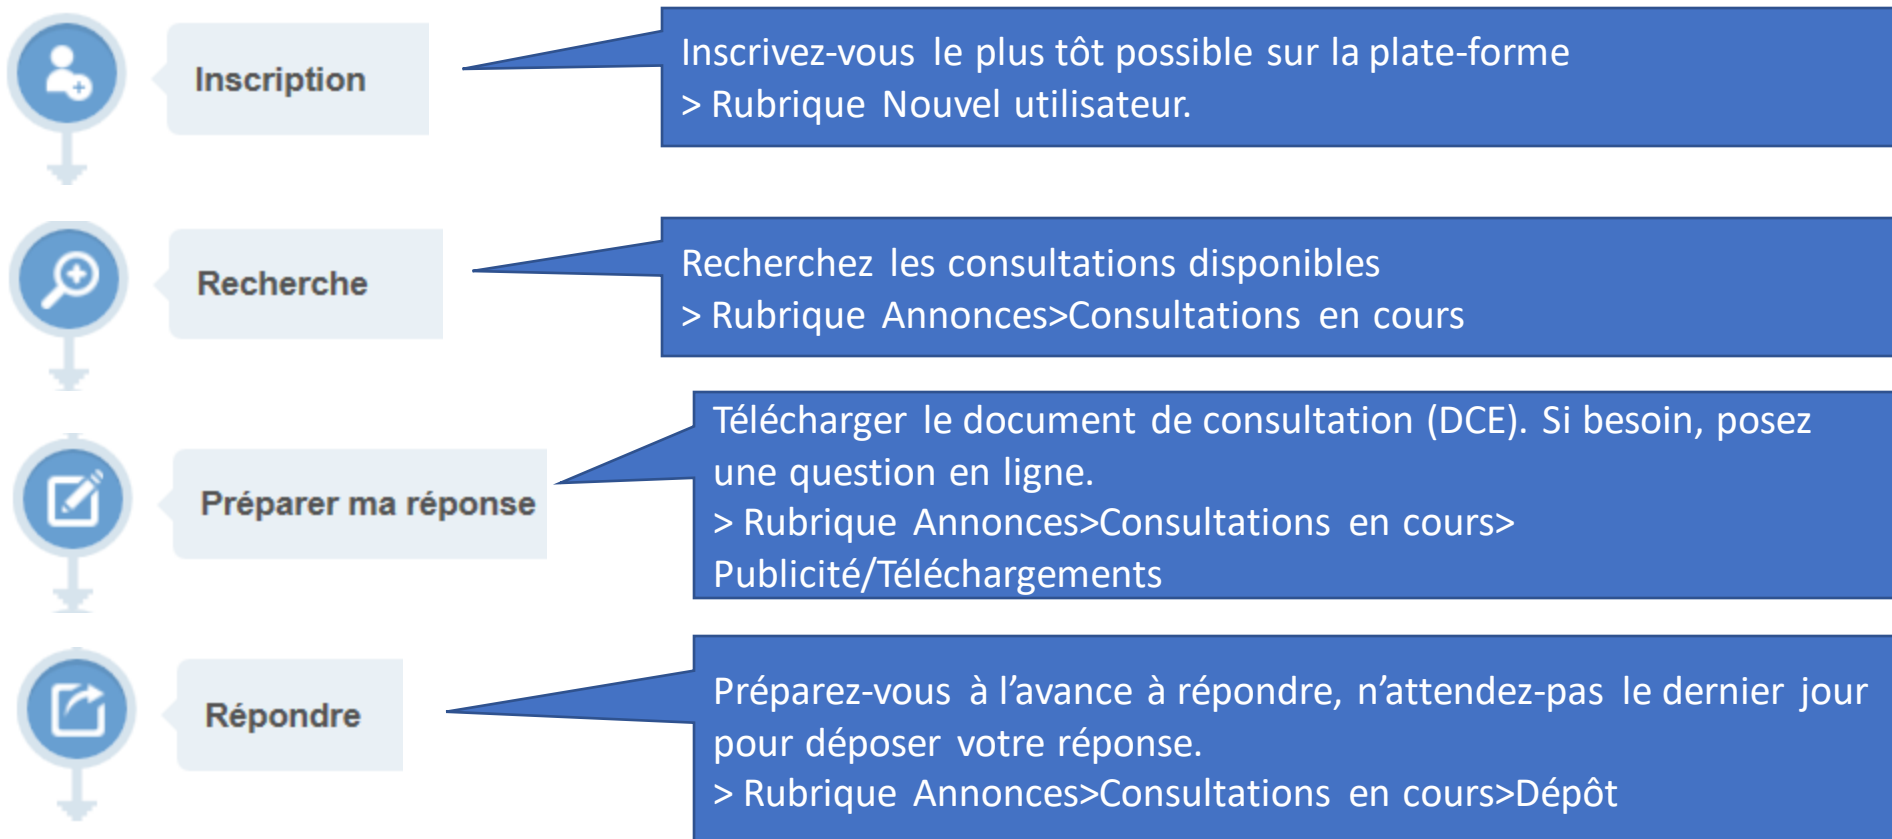 Inscription
Inscrivez-vous le plus tôt possible sur la plate-forme
> Rubrique Nouvel utilisateur.
Recherche
Recherchez les consultations disponibles
> Rubrique Annonces>Consultations en cours
Préparer ma réponse
Télécharger le document de consultation (DCE). Si besoin, posez
une question en ligne.
> Rubrique Annonces>Consultations en cours>
Publicité/Téléchargements
Répondre
Préparez-vous à l’avance à répondre, n’attendez-pas le dernier jour
pour déposer votre réponse.
> Rubrique Annonces>Consultations en cours>Dépôt